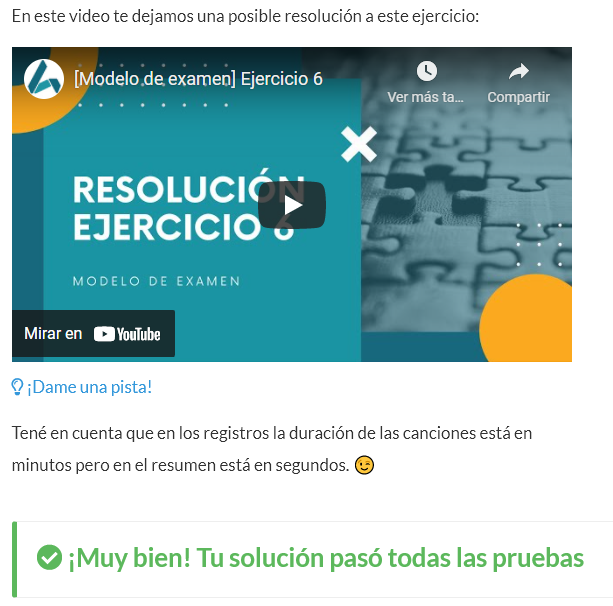 En este video te dejamos una posible resolución a este ejercicio:
[Modelo de examen] Ejercicio 6
Ver más ta...
Compartir
RESOLUCIÓN
EJERCICIO 6
MODELO DE EXAMEN
Mirar en YouTube
¡Dame una pista!
Tené en cuenta que en los registros la duración de las canciones está en
minutos pero en el resumen está en segundos. 😉
¡Muy bien! Tu solución pasó todas las pruebas